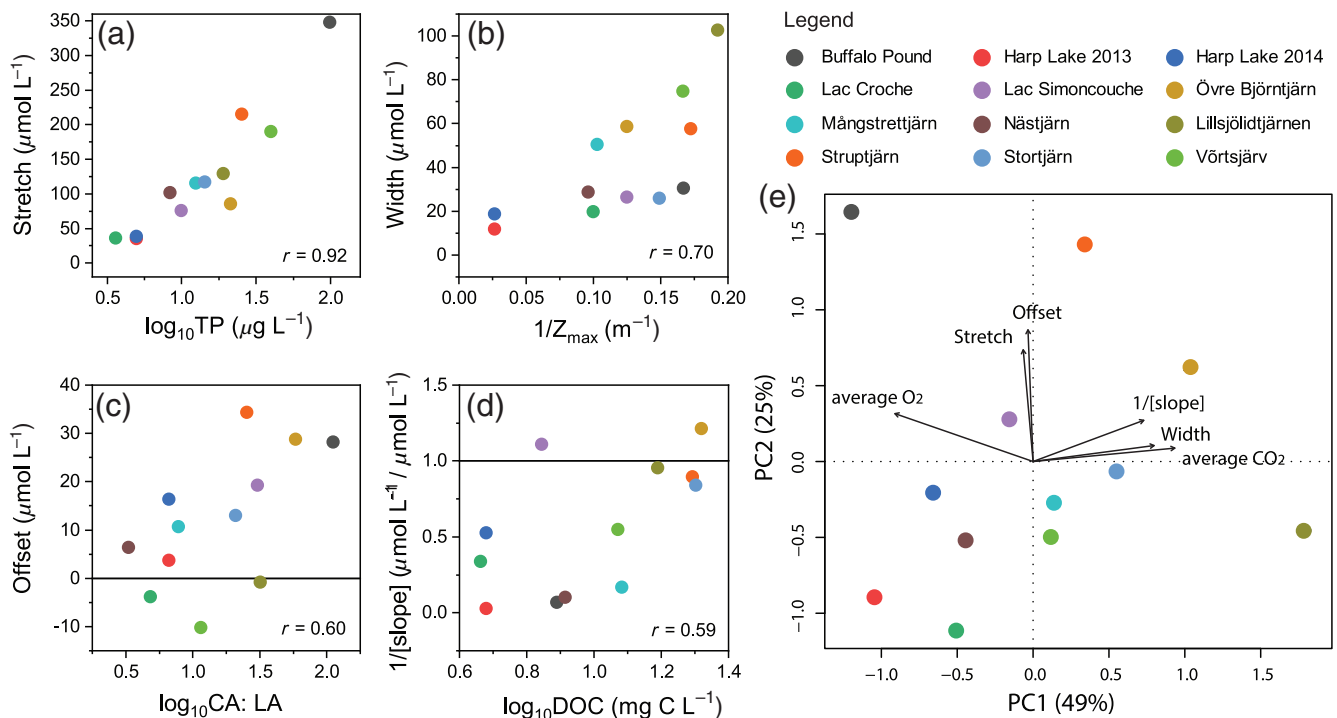 (a)
Stretch (μmol L⁻¹)
350
300
250
200
150
100
50
0
0.5 1.0 1.5 2.0
log₁₀TP (μg L⁻¹)
r = 0.92
(b)
Width (μmol L⁻¹)
100
80
60
40
20
0
0.00 0.05 0.10 0.15 0.20
1/Zmax (m⁻¹)
r = 0.70
Legend
Buffalo Pound Harp Lake 2013 Harp Lake 2014
Lac Croche Lac Simoncouche Övre Björntjärn
Mångstrettjärn Nästjärn Lillsjölidtjärnen
Struptjärn Stortjärn Võrtsjärv
(c)
Offset (μmol L⁻¹)
40
30
20
10
0
-10
0.5 1.0 1.5 2.0
log₁₀CA: LA
r = 0.60
(d)
1/[slope] (μmol L⁻¹ / μmol L⁻¹)
1.5
1.0
0.5
0.0
0.6 0.8 1.0 1.2 1.4
log₁₀DOC (mg C L⁻¹)
r = 0.59
(e)
PC2 (25%)
1.5
1.0
0.5
0.0
−0.5
−1.0
Offset
Stretch
average O₂
1/[slope]
Width
average CO₂
−1.0 −0.5 0.0 0.5 1.0 1.5
PC1 (49%)